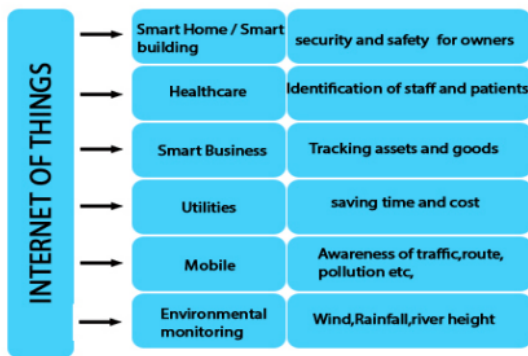 INTERNET OF THINGS
Smart Home / Smart
building
security and safety for owners
Healthcare
Identification of staff and patients
Smart Business
Tracking assets and goods
Utilities
saving time and cost
Mobile
Awareness of traffic,route,
pollution etc,
Environmental
monitoring
Wind,Rainfall,river height